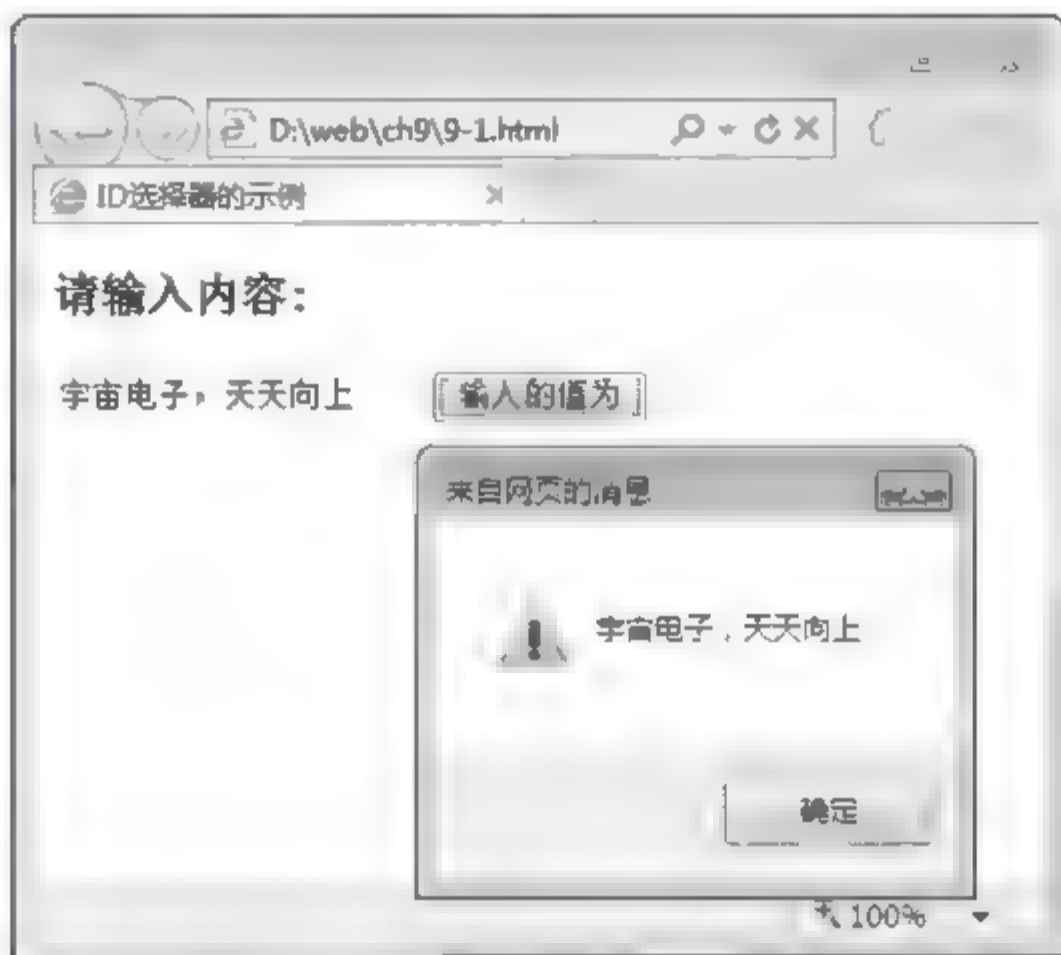 D:\web\ch9\9-1.html
ID选择器的示例
请输入内容:
宇宙电子，天天向上
输入的值为
来自网页的消息
宇宙电子，天天向上
确定
100%